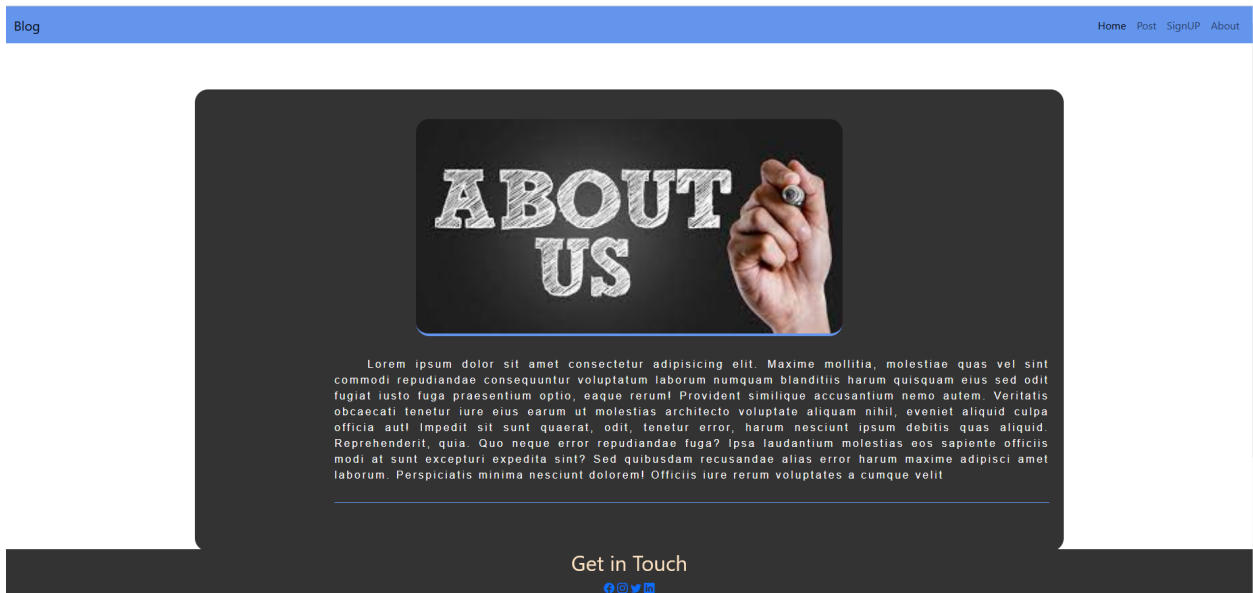 Blog
Home Post SignUP About
ABOUT
US
Lorem ipsum dolor sit amet consectetur adipisicing elit. Maxime mollitia, molestiae quas vel sint
commodi repudiandae consequuntur voluptatum laborum numquam blanditiis harum quisquam eius sed odit
fugiat iusto fuga praesentium optio, eaque rerum! Provident similique accusantium nemo autem. Veritatis
obcaecati tenetur iure eius earum ut molestias architecto voluptate aliquam nihil, eveniet aliquid culpa
officia aut! Impedit sit sunt quaerat, odit, tenetur error, harum nesciunt ipsum debitis quas aliquid.
Reprehenderit, quia. Quo neque error repudiandae fuga? Ipsa laudantium molestias eos sapiente officiis
modi at sunt excepturi expedita sint? Sed quibusdam recusandae alias error harum maxime adipisci amet
laborum. Perspiciatis minima nesciunt dolorem! Officiis iure rerum voluptates a cumque velit
Get in Touch